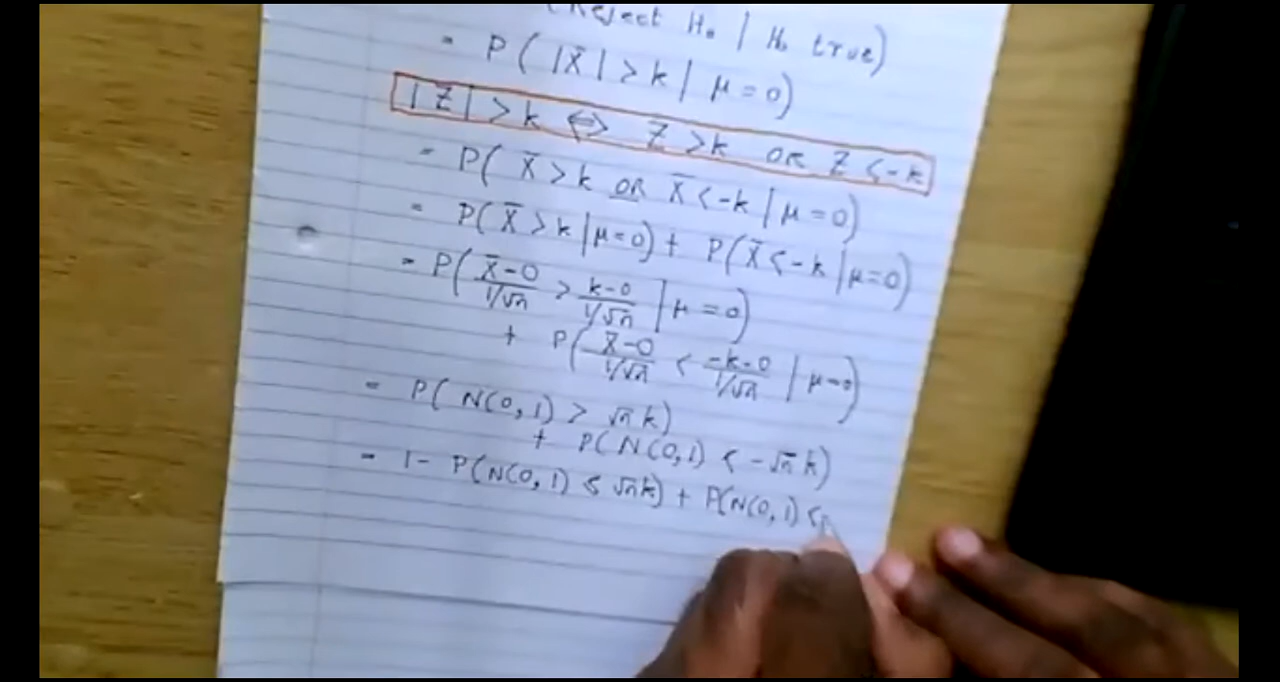 (Reject H₀ | H₀ true)
= P( |X̄| > k | μ = 0)
|Z| > k ⇔ Z > k OR Z < -k
= P( X̄ > k OR X̄ < -k | μ = 0)
= P( X̄ > k | μ = 0) + P( X̄ < -k | μ = 0)
= P( (X̄ - 0)/(1/√n) > (k - 0)/(1/√n) | μ = 0)
+ P( (X̄ - 0)/(1/√n) < (-k - 0)/(1/√n) | μ = 0)
= P( N(0, 1) > √n k)
+ P( N(0, 1) < -√n k)
= 1 - P(N(0, 1) ≤ √n k) + P(N(0, 1) <